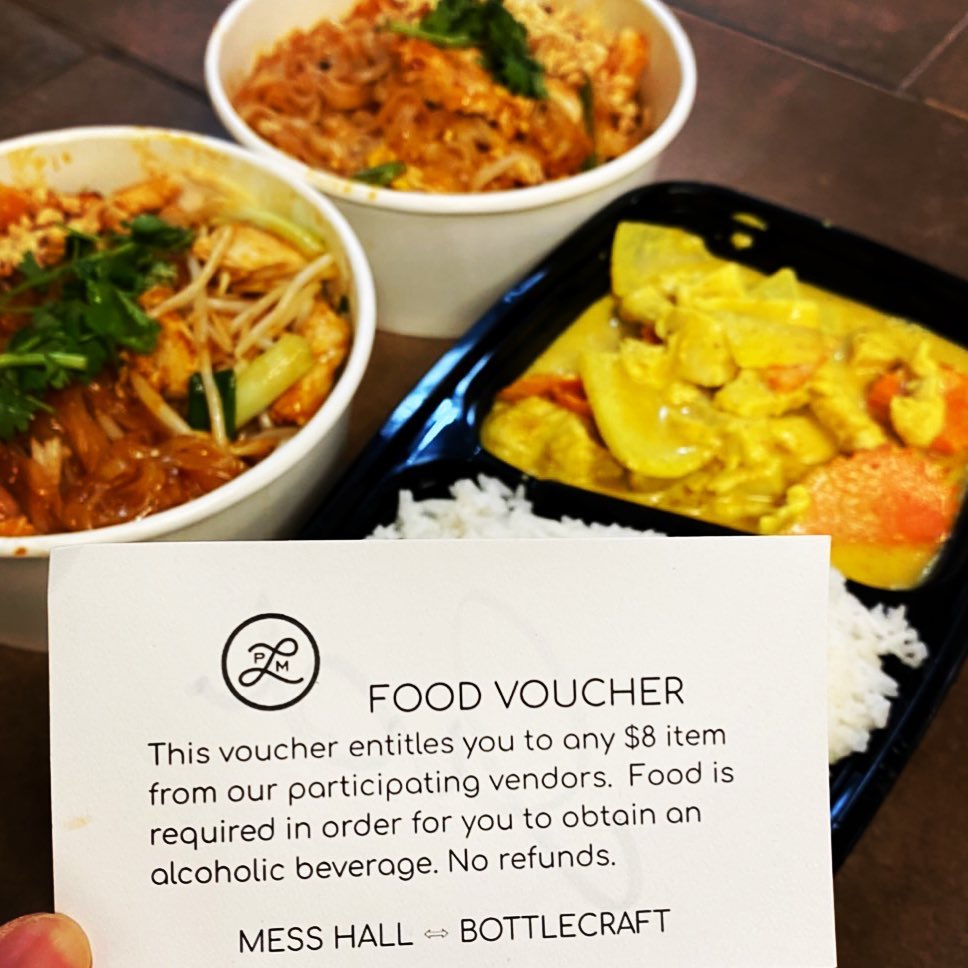 P L M
FOOD VOUCHER
This voucher entitles you to any $8 item
from our participating vendors. Food is
required in order for you to obtain an
alcoholic beverage. No refunds.
MESS HALL ⇔ BOTTLECRAFT